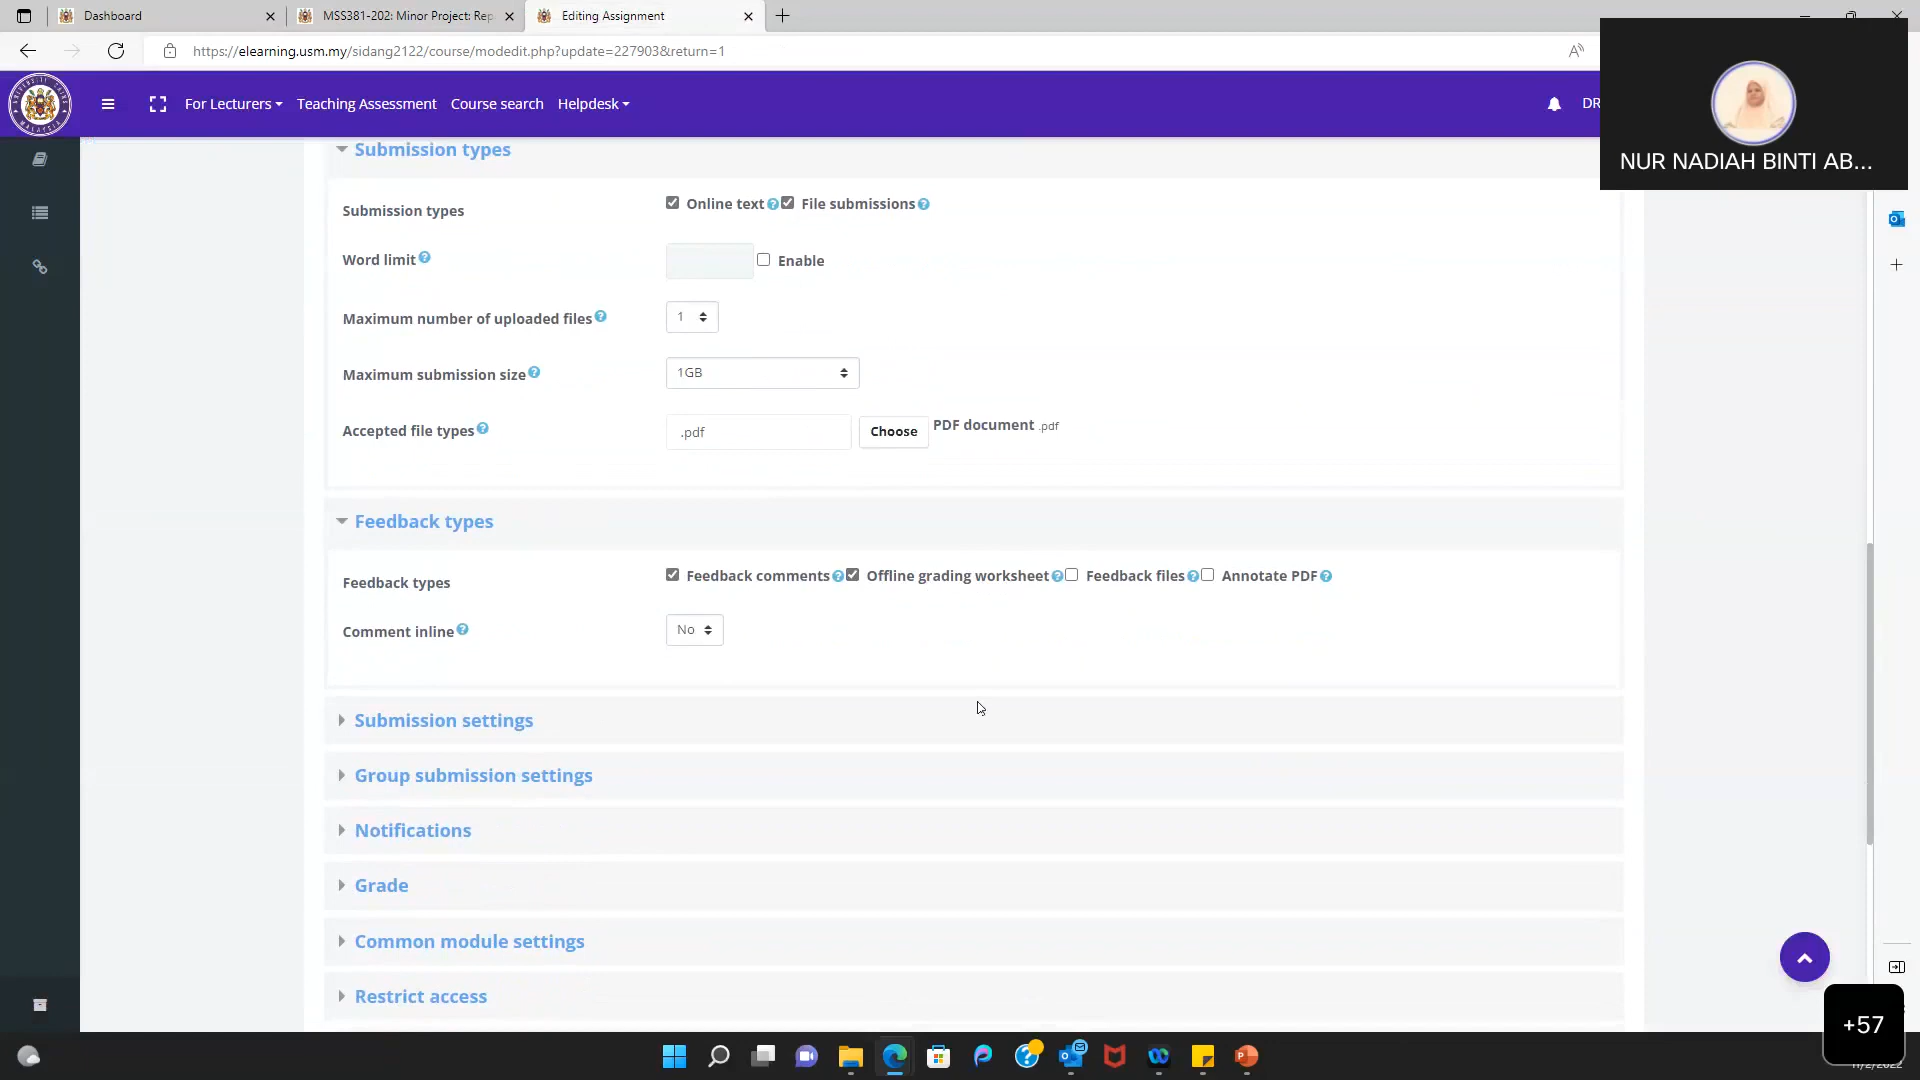 Dashboard
MSS381-202: Minor Project: Rep
Editing Assignment
https://elearning.usm.my/sidang2122/course/modedit.php?update=227903&return=1
For Lecturers
Teaching Assessment
Course search
Helpdesk
DR
NUR NADIAH BINTI AB...
Submission types
Submission types
Online text
File submissions
Word limit
Enable
Maximum number of uploaded files
1
Maximum submission size
1GB
Accepted file types
.pdf
Choose
PDF document .pdf
Feedback types
Feedback types
Feedback comments
Offline grading worksheet
Feedback files
Annotate PDF
Comment inline
No
Submission settings
Group submission settings
Notifications
Grade
Common module settings
Restrict access
+57